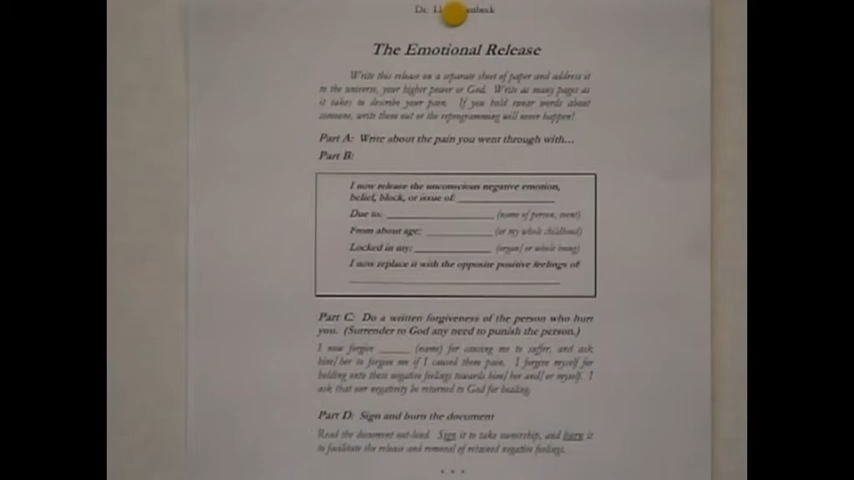 Dr.
The Emotional Release
Write this release on a separate sheet of paper and address it
to the universe, your higher power or God. Write as many pages as
it takes to describe your pain. If you hold swear words about
someone, write them out or the reprogramming will never happen!
Part A: Write about the pain you went through with...
Part B:
I now release the unconscious negative emotion,
belief, block, or issue of: ____________________
Due to: ____________________ (name of person, event)
From about age: ____________ (or my whole childhood)
Locked in my: ______________ (organ/ or whole being)
I now replace it with the opposite positive feelings of
________________________________________
Part C: Do a written forgiveness of the person who hurt
you. (Surrender to God any need to punish the person.)
I now forgive ______ (name) for causing me to suffer, and ask
him/her to forgive me if I caused them pain. I forgive myself for
holding onto these negative feelings towards him/her and/or myself. I
ask that our negativity be returned to God for healing.
Part D: Sign and burn the document
Read the document out-loud. Sign it to take ownership, and burn it
to facilitate the release and removal of retained negative feelings.
* * *